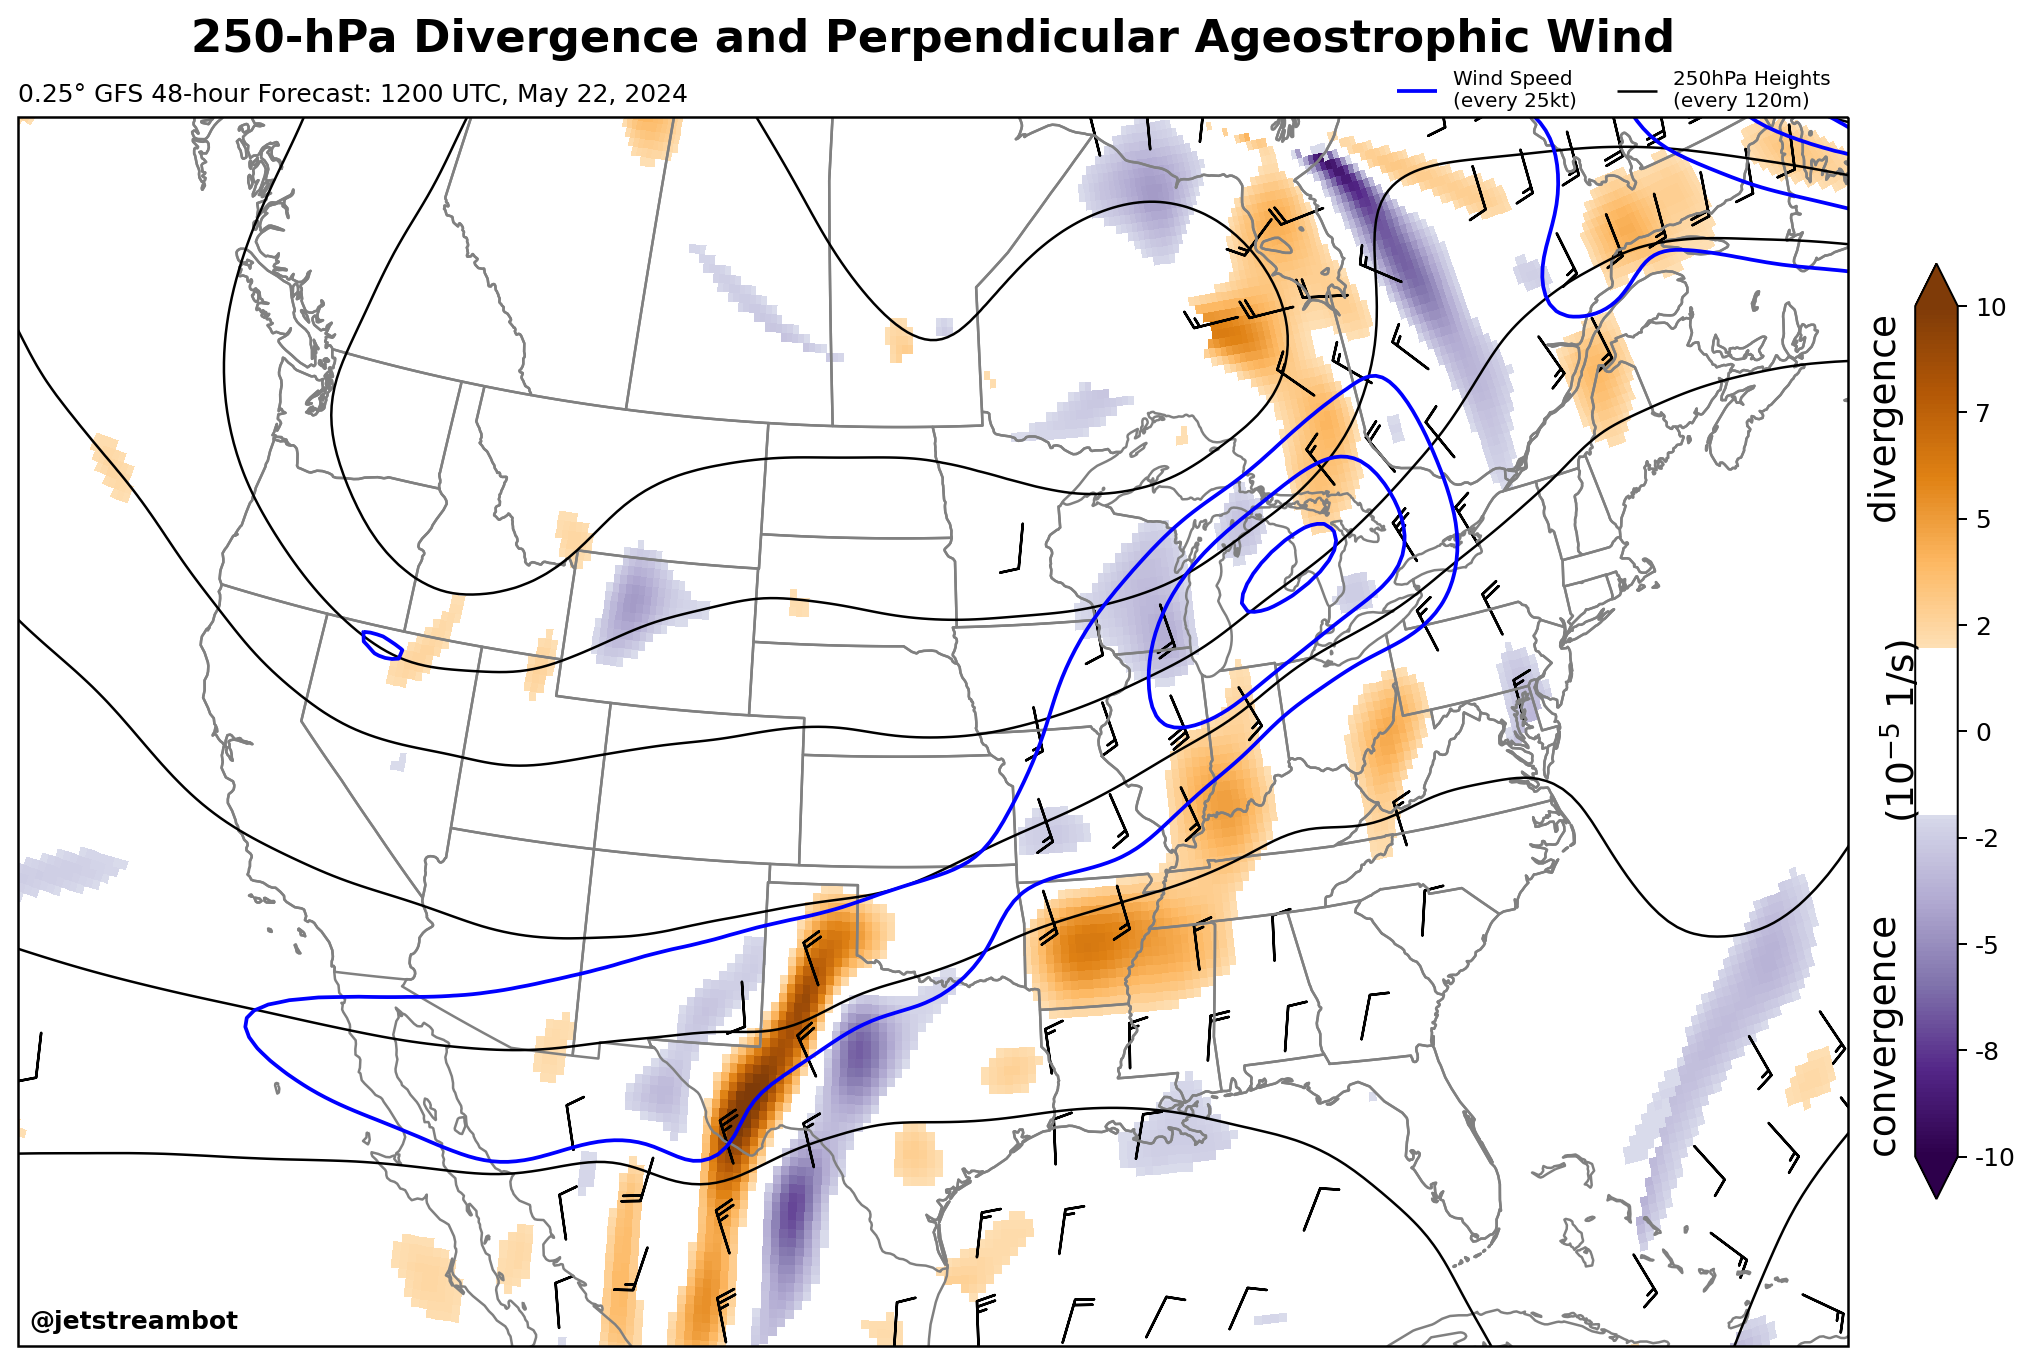 250-hPa Divergence and Perpendicular Ageostrophic Wind
0.25° GFS 48-hour Forecast: 1200 UTC, May 22, 2024
Wind Speed
(every 25kt)
250hPa Heights
(every 120m)
10
7
5
2
0
-2
-5
-8
-10
divergence
(10⁻⁵ 1/s)
convergence
@jetstreambot